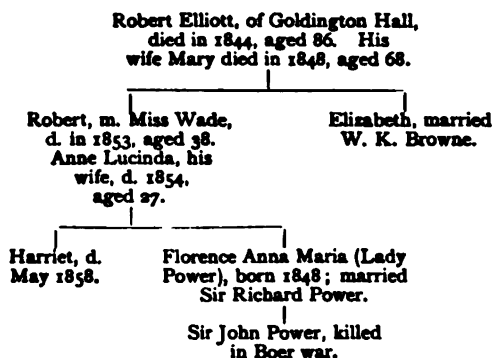 Robert Elliott, of Goldington Hall,
died in 1844, aged 86. His
wife Mary died in 1848, aged 68.
Robert, m. Miss Wade,
d. in 1853, aged 38.
Anne Lucinda, his
wife, d. 1854,
aged 27.
Elizabeth, married
W. K. Browne.
Harriet, d.
May 1858.
Florence Anna Maria (Lady
Power), born 1848; married
Sir Richard Power.
Sir John Power, killed
in Boer war.